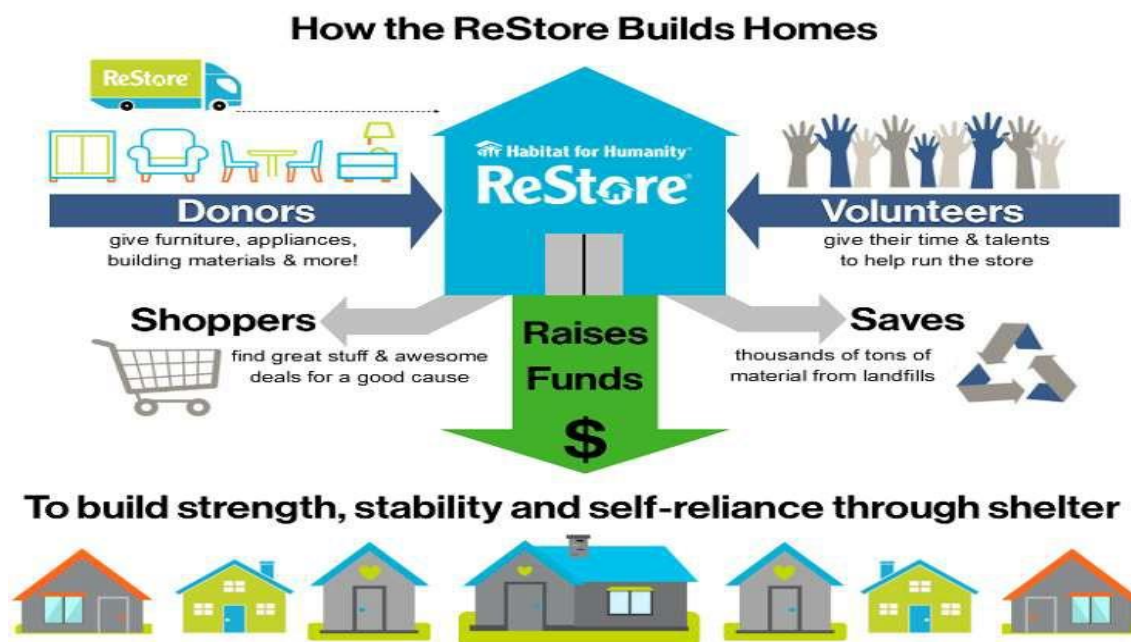 How the ReStore Builds Homes
ReStore
Habitat for Humanity®
ReStore®
Donors
give furniture, appliances,
building materials & more!
Volunteers
give their time & talents
to help run the store
Shoppers
find great stuff & awesome
deals for a good cause
Raises
Funds
$
Saves
thousands of tons of
material from landfills
To build strength, stability and self-reliance through shelter